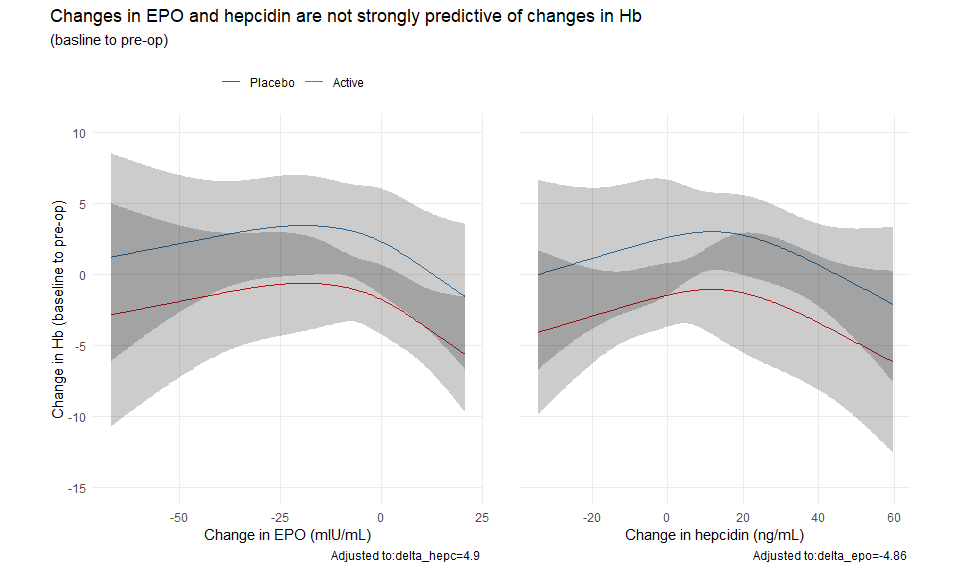 Changes in EPO and hepcidin are not strongly predictive of changes in Hb
(basline to pre-op)
Placebo Active
Change in Hb (baseline to pre-op)
10
5
0
-5
-10
-15
-50 -25 0 25
Change in EPO (mIU/mL)
Adjusted to:delta_hepc=4.9
-20 0 20 40 60
Change in hepcidin (ng/mL)
Adjusted to:delta_epo=-4.86